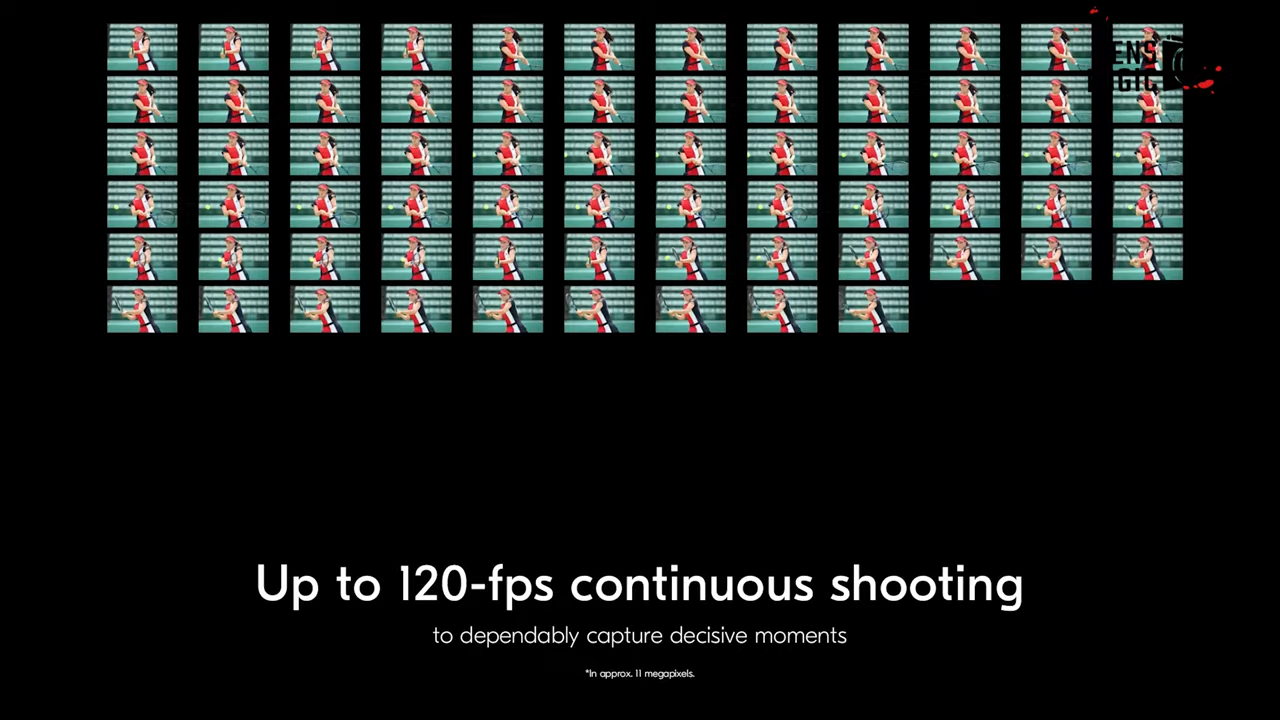 Up to 120-fps continuous shooting
to dependably capture decisive moments
*In approx. 11 megapixels.